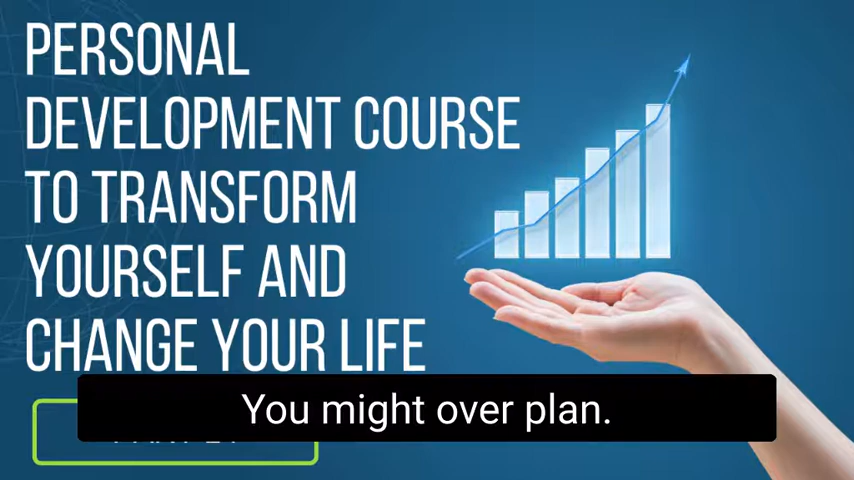 PERSONAL
DEVELOPMENT COURSE
TO TRANSFORM
YOURSELF AND
CHANGE YOUR LIFE
You might over plan.